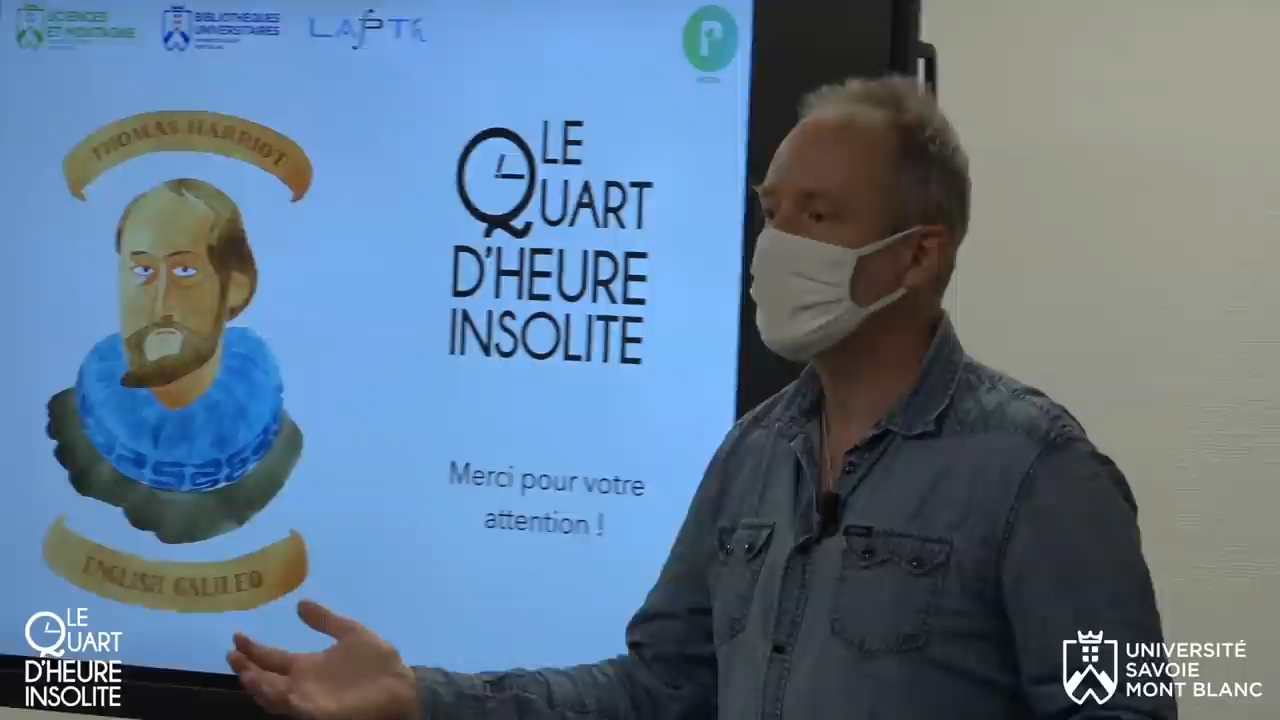 SCIENCES
ET MONTAGNE
BIBLIOTHÈQUES
UNIVERSITAIRES
LAPTh
THOMAS HARRIOT
LE
QUART
D'HEURE
INSOLITE
Merci pour votre
attention !
ENGLISH GALILEO
LE
QUART
D'HEURE
INSOLITE
UNIVERSITÉ
SAVOIE
MONT BLANC